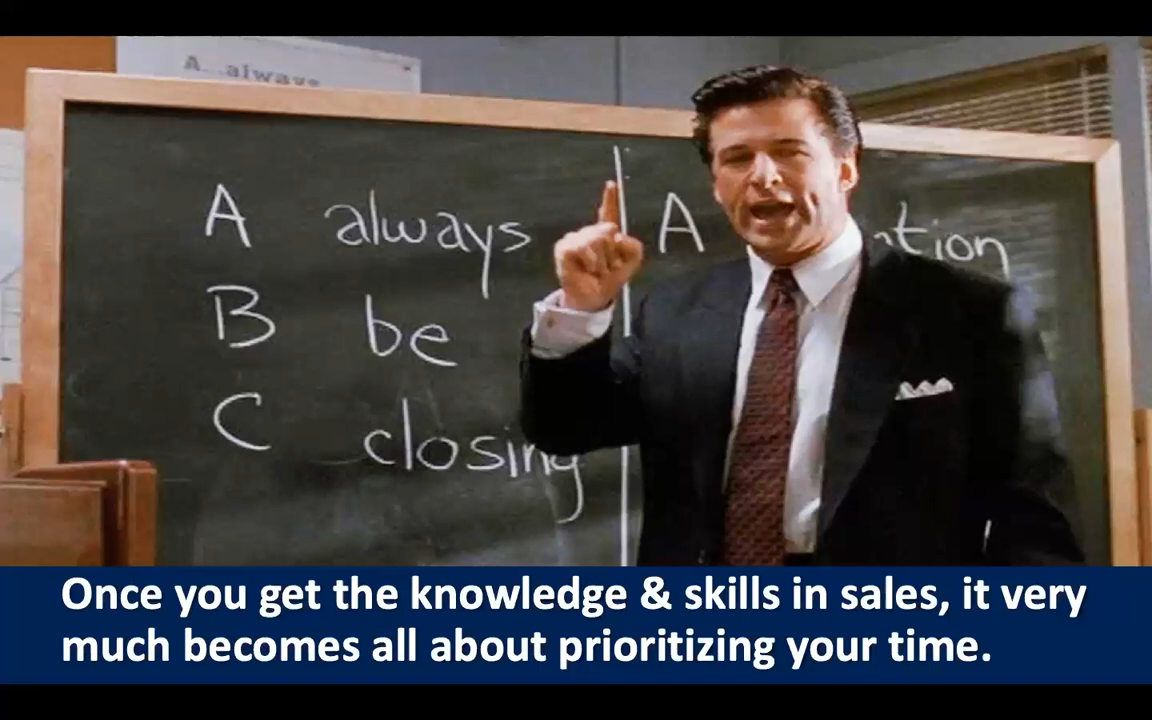 A...always
A always
B be
C closing
A
Once you get the knowledge & skills in sales, it very
much becomes all about prioritizing your time.